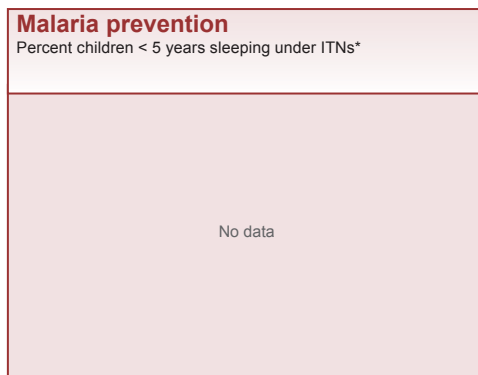 Malaria prevention
Percent children < 5 years sleeping under ITNs*
No data